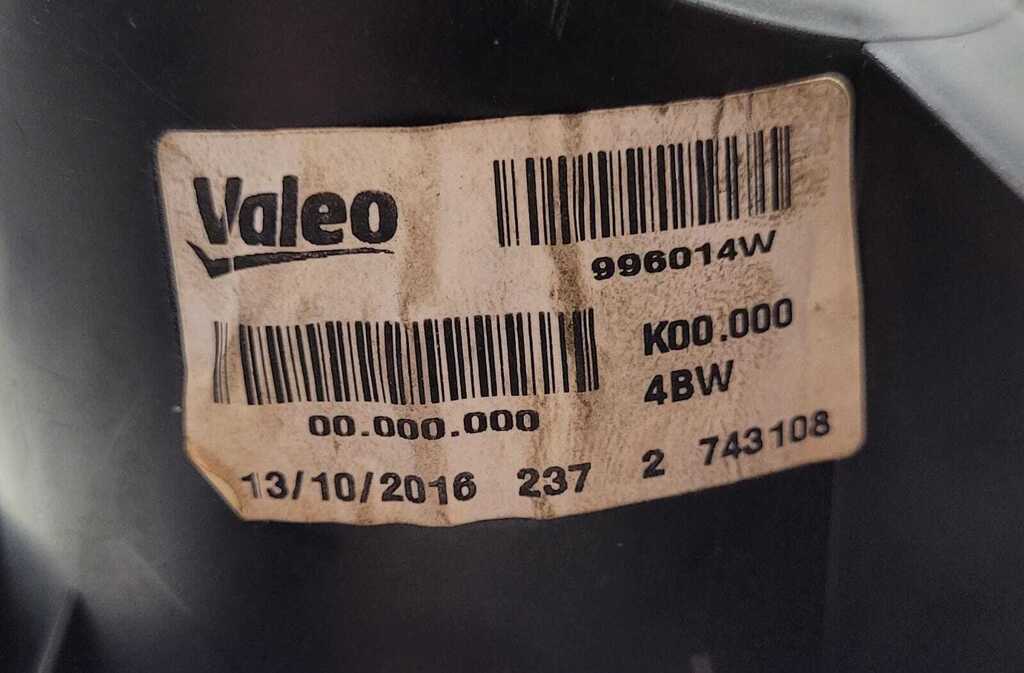 Valeo
996014W
K00.000
00.000.000
4BW
13/10/2016 237 2 743108